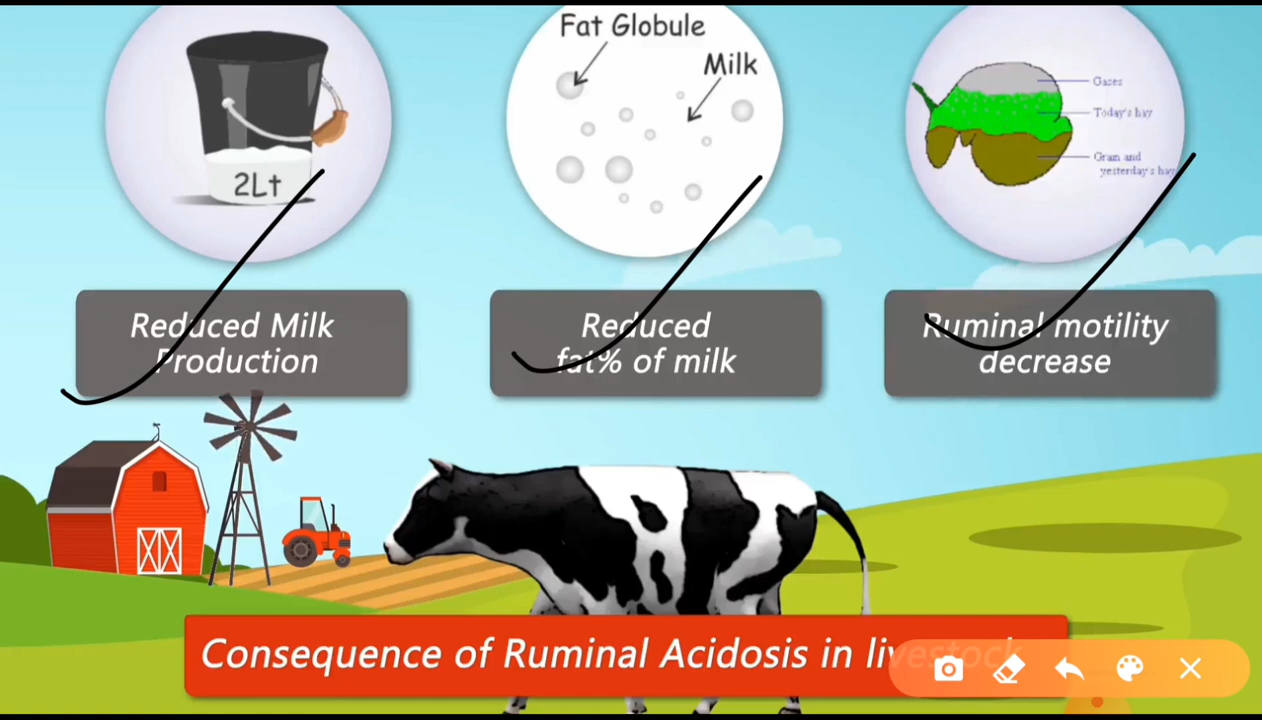 Fat Globule
Milk
2Lt
Gases
Today's hay
Grain and
yesterday's hay
Reduced Milk
Production
Reduced
fat% of milk
Ruminal motility
decrease
Consequence of Ruminal Acidosis in livestock